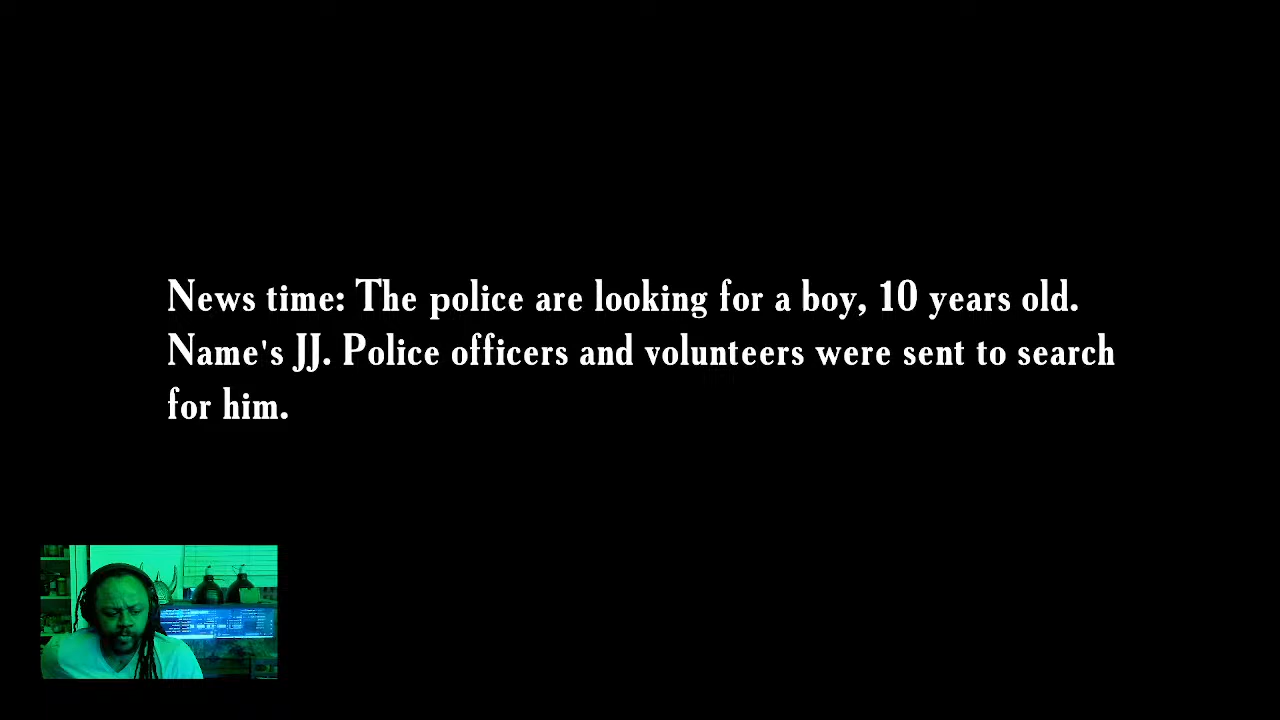 News time: The police are looking for a boy, 10 years old.
Name's JJ. Police officers and volunteers were sent to search
for him.